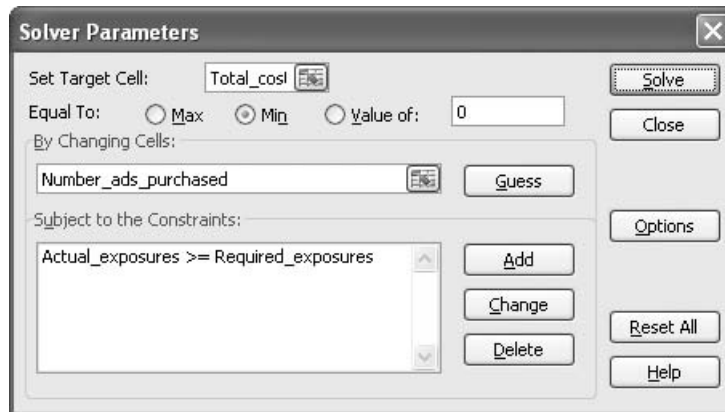 Solver Parameters
Set Target Cell: Total_cost Solve
Equal To: Max Min Value of: 0 Close
By Changing Cells:
Number_ads_purchased Guess
Subject to the Constraints: Options
Actual_exposures >= Required_exposures Add
Change
Reset All
Delete
Help